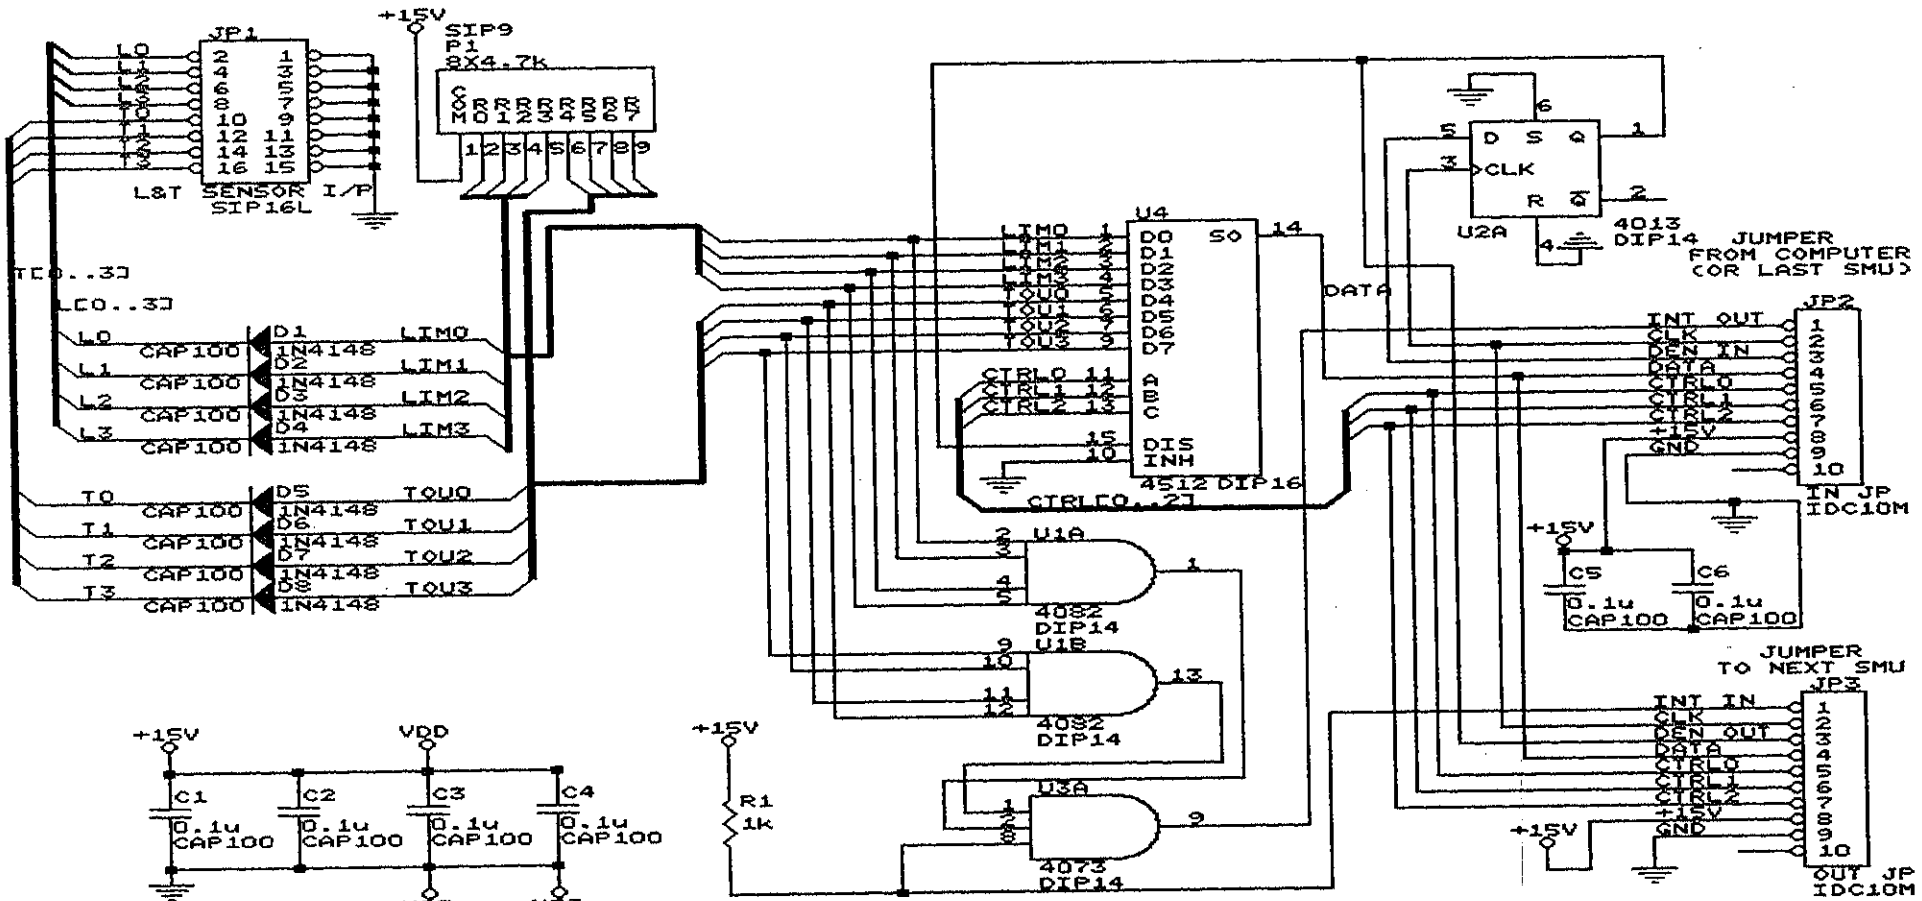 +15V
SIP9
P1
8X4.7K
JP1
L0
2 1
4 3
6 5
8 7
10 9
12 11
14 13
16 15
L&T SENSOR I/P
SIP16L
COM R0 R1 R2 R3 R4 R5 R6 R7
1 2 3 4 5 6 7 8 9
T[0..3]
L[0..3]
L0 CAP100 D1 1N4148 LIM0
L1 CAP100 D2 1N4148 LIM1
L2 CAP100 D3 1N4148 LIM2
L3 CAP100 D4 1N4148 LIM3
T0 CAP100 D5 1N4148 TOU0
T1 CAP100 D6 1N4148 TOU1
T2 CAP100 D7 1N4148 TOU2
T3 CAP100 D8 1N4148 TOU3
U4
LIM0 1 D0 SO 14
LIM1 D1
D2
LIM3 D3
TOU0 D4
D5
D6
TOU3 9 D7
CTRL0 11 A
B
CTRL2 13 C
15 DIS
10 INH
4512 DIP16
CTRL[0..2]
DATA
6
5 D S Q 1
3 CLK
R Q 2
4
U2A
4013
DIP14
JUMPER
FROM COMPUTER
(OR LAST SMU)
JP2
INT OUT 1
CLK 2
DEN IN 3
DATA 4
CTRL0 5
CTRL1 6
CTRL2 7
+15V 8
GND 9
10
IN JP
IDC10M
+15V
C5
0.1u
CAP100
C6
0.1u
CAP100
U1A
2
3
4
5
1
4082
DIP14
U1B
9
10
11
12
13
4082
DIP14
U3A
1
2
8
9
4073
DIP14
+15V
R1
1K
JUMPER
TO NEXT SMU
JP3
INT IN 1
CLK 2
DEN OUT 3
DATA 4
CTRL0 5
CTRL1 6
CTRL2 7
+15V 8
GND 9
10
+15V
OUT JP
IDC10M
+15V
VDD
C1
0.1u
CAP100
C2
0.1u
CAP100
C3
0.1u
CAP100
C4
0.1u
CAP100